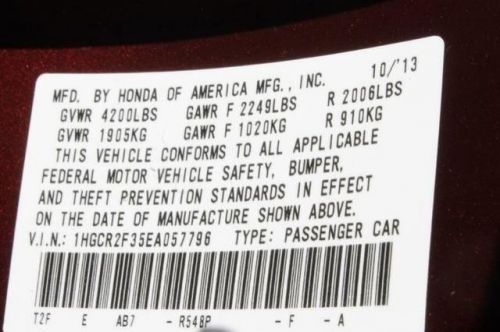 MFD. BY HONDA OF AMERICA MFG., INC. 10/'13
GVWR 4200LBS GAWR F 2249LBS R 2006LBS
GVWR 1905KG GAWR F 1020KG R 910KG
THIS VEHICLE CONFORMS TO ALL APPLICABLE
FEDERAL MOTOR VEHICLE SAFETY, BUMPER,
AND THEFT PREVENTION STANDARDS IN EFFECT
ON THE DATE OF MANUFACTURE SHOWN ABOVE.
V.I.N.: 1HGCR2F35EA057796 TYPE: PASSENGER CAR
T2F E AB7 - R548P - F - A